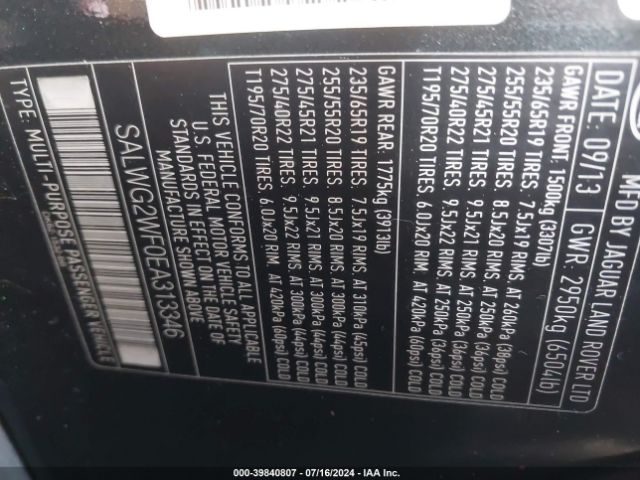 MFD BY JAGUAR LAND ROVER LTD
DATE: 09/13 GWR: 2950kg (6504lb)
GAWR FRONT: 1500kg (3307lb)
235/65R19 TIRES: 7.5Jx19 RIMS: AT 260kPa (38psi) COLD
255/55R20 TIRES: 8.5Jx20 RIMS: AT 250kPa (36psi) COLD
275/45R21 TIRES: 9.5Jx21 RIMS: AT 250kPa (36psi) COLD
275/40R22 TIRES: 9.5Jx22 RIMS: AT 250kPa (36psi) COLD
T195/70R20 TIRES: 6.0Jx20 RIM: AT 420kPa (60psi) COLD
GAWR REAR: 1775kg (3913lb)
235/65R19 TIRES: 7.5Jx19 RIMS: AT 310kPa (45psi) COLD
255/55R20 TIRES: 8.5Jx20 RIMS: AT 300kPa (44psi) COLD
275/45R21 TIRES: 9.5Jx21 RIMS: AT 300kPa (44psi) COLD
275/40R22 TIRES: 9.5Jx22 RIMS: AT 300kPa (44psi) COLD
T195/70R20 TIRES: 6.0Jx20 RIM: AT 420kPa (60psi) COLD
THIS VEHICLE CONFORMS TO ALL APPLICABLE
U.S. FEDERAL MOTOR VEHICLE SAFETY
STANDARDS IN EFFECT ON THE DATE OF
MANUFACTURE SHOWN ABOVE
SALWG2WF0EA313346
TYPE: MULTI-PURPOSE PASSENGER VEHICLE
000-39840807 - 07/16/2024 - IAAI.COM